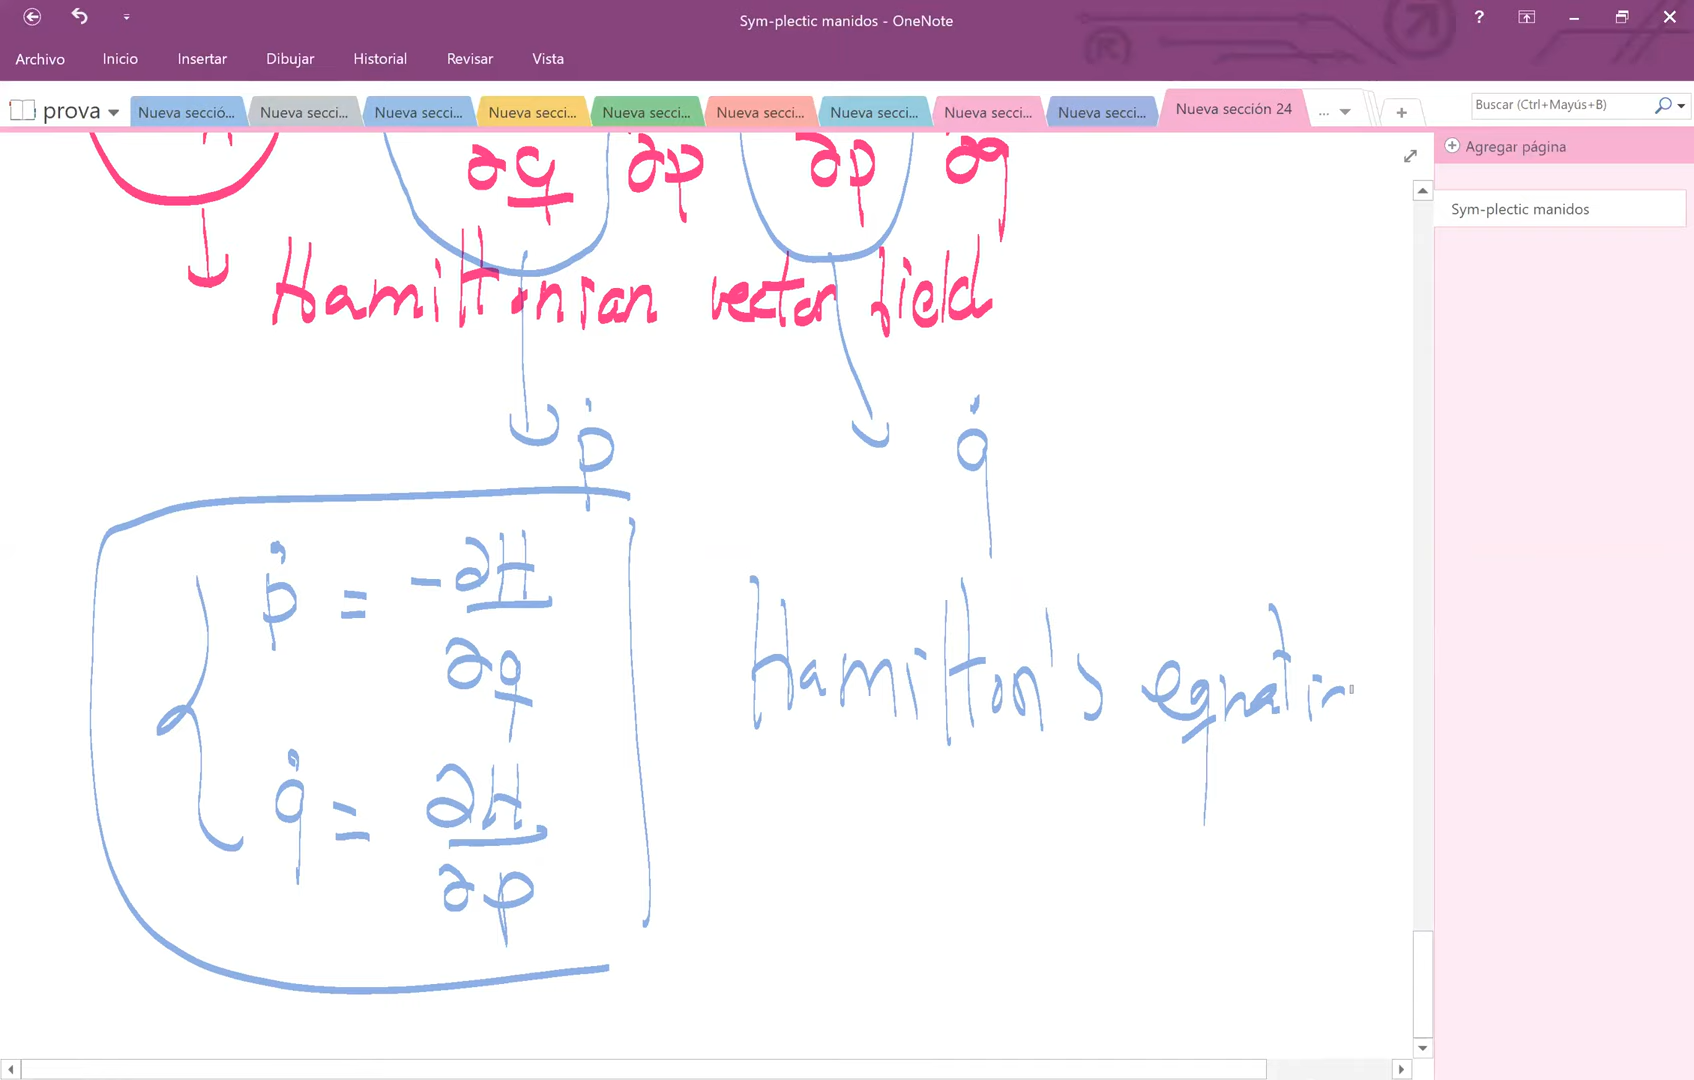 Sym-plectic manidos - OneNote
?
Archivo Inicio Insertar Dibujar Historial Revisar Vista
prova Nueva secció... Nueva secci... Nueva secci... Nueva secci... Nueva secci... Nueva secci... Nueva secci... Nueva secci... Nueva secci... Nueva sección 24 ... + Buscar (Ctrl+Mayús+B)
Agregar página
Sym-plectic manidos
∂q ∂p ∂p ∂q
Hamiltonian vector field
ṗ q̇
ṗ = -∂H/∂q
Hamilton's equatin
q̇ = ∂H/∂p